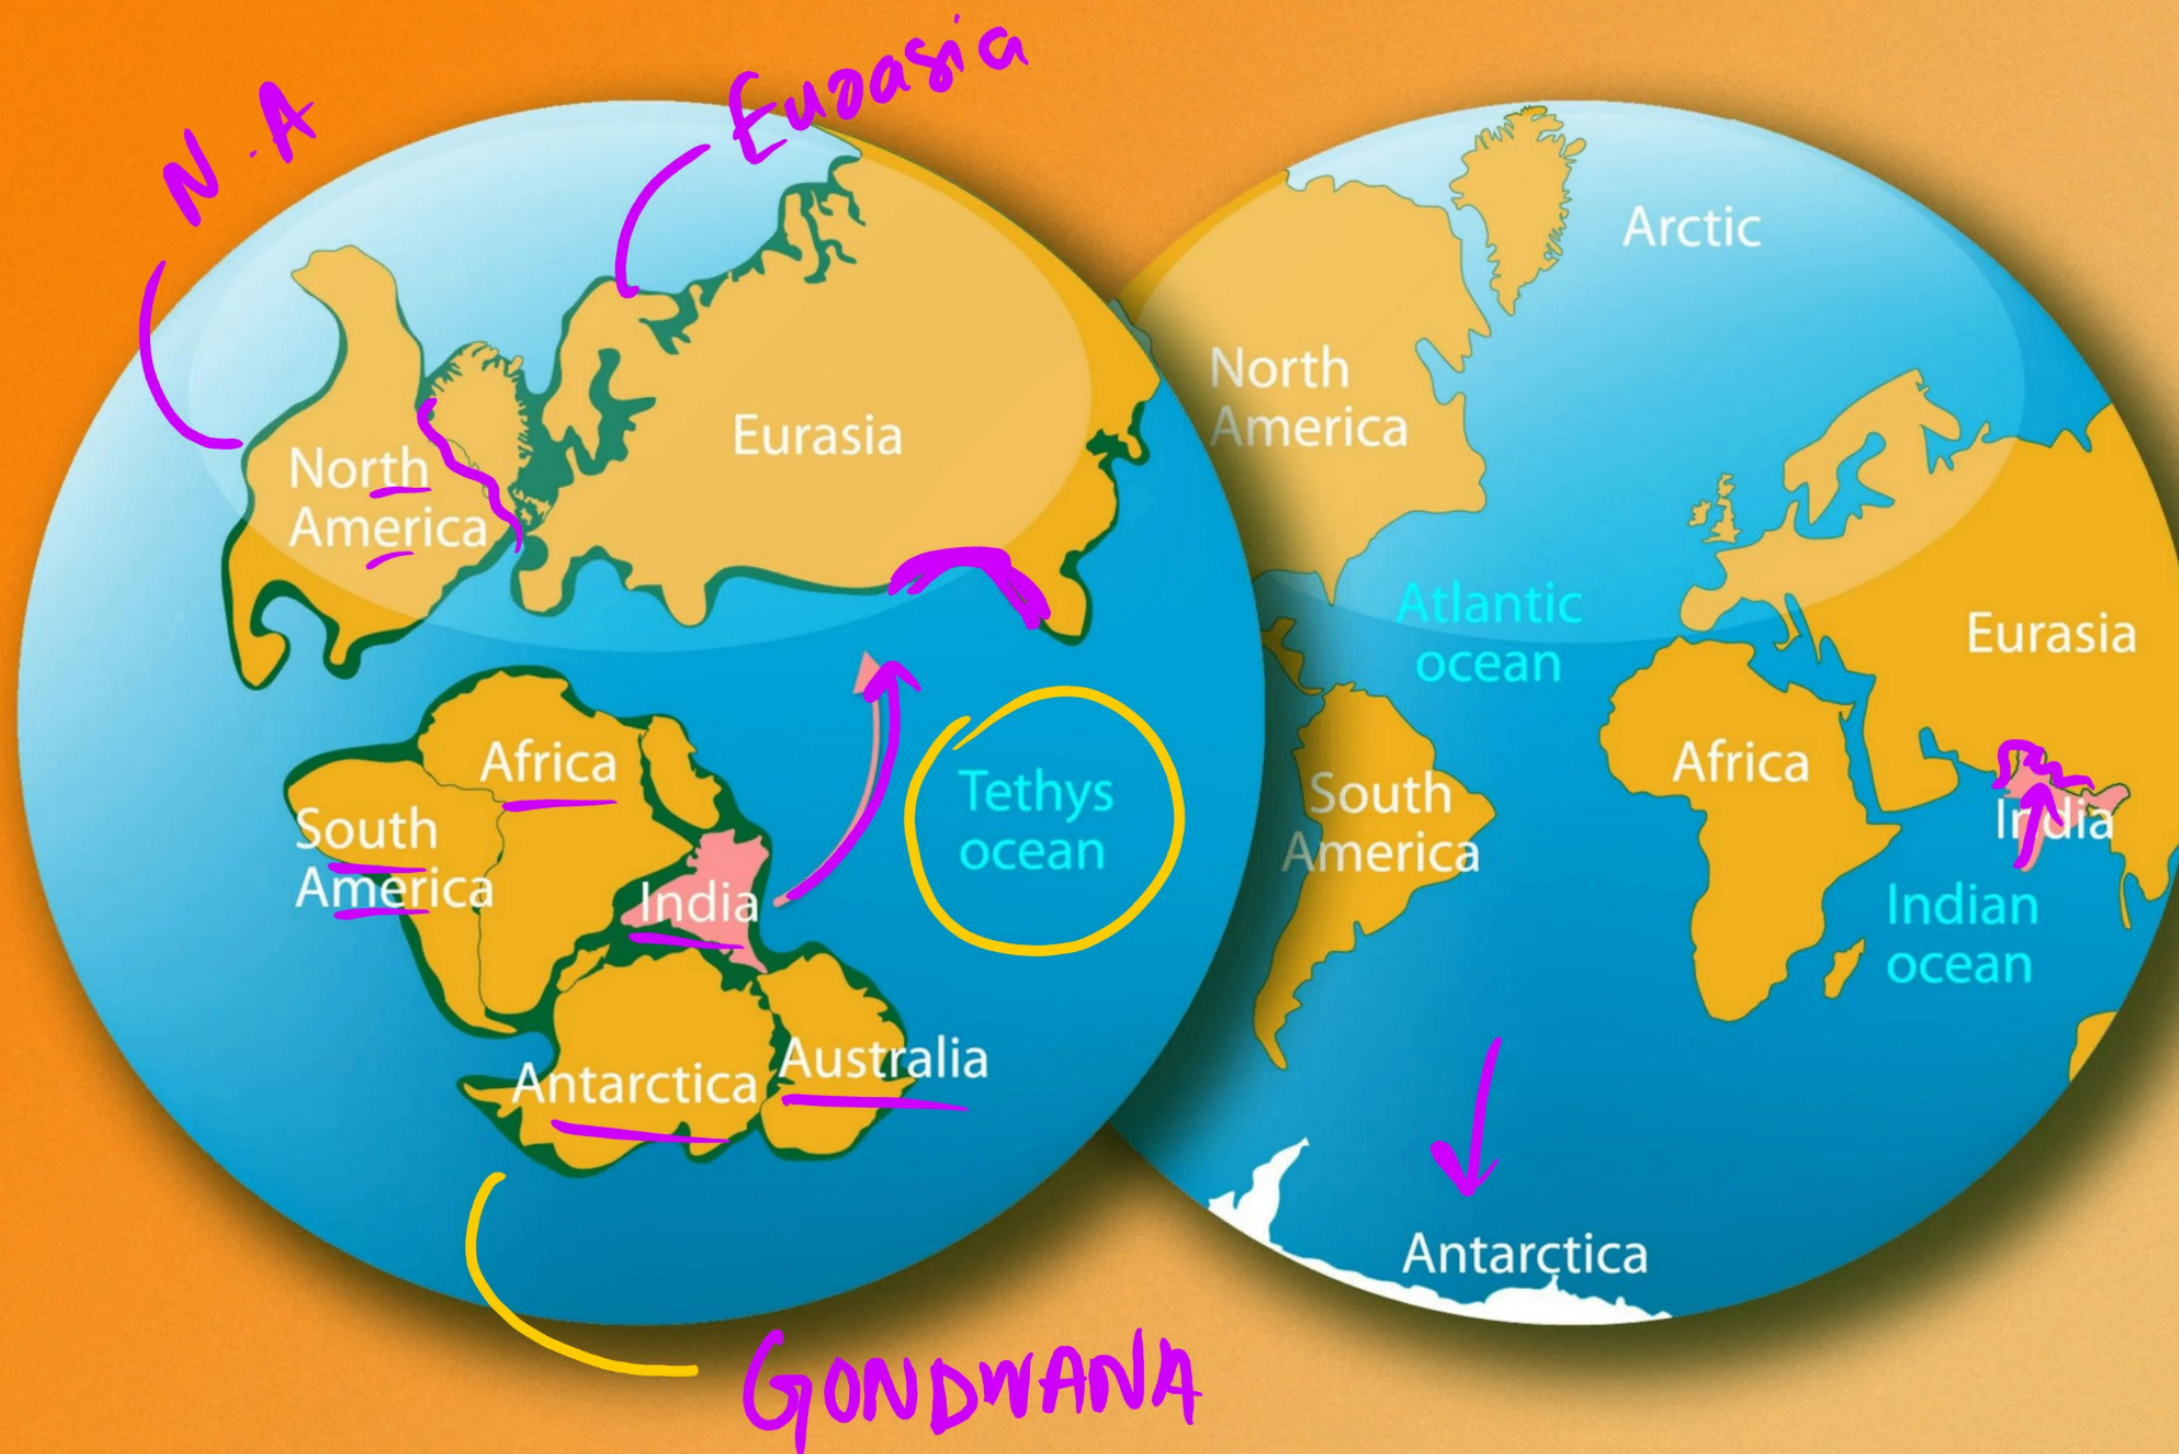 N.A
Eurasia
North
America
Eurasia
Africa
South
America
India
Tethys
ocean
Antarctica
Australia
GONDWANA
Arctic
North
America
Atlantic
ocean
Eurasia
South
America
Africa
India
Indian
ocean
Antarctica